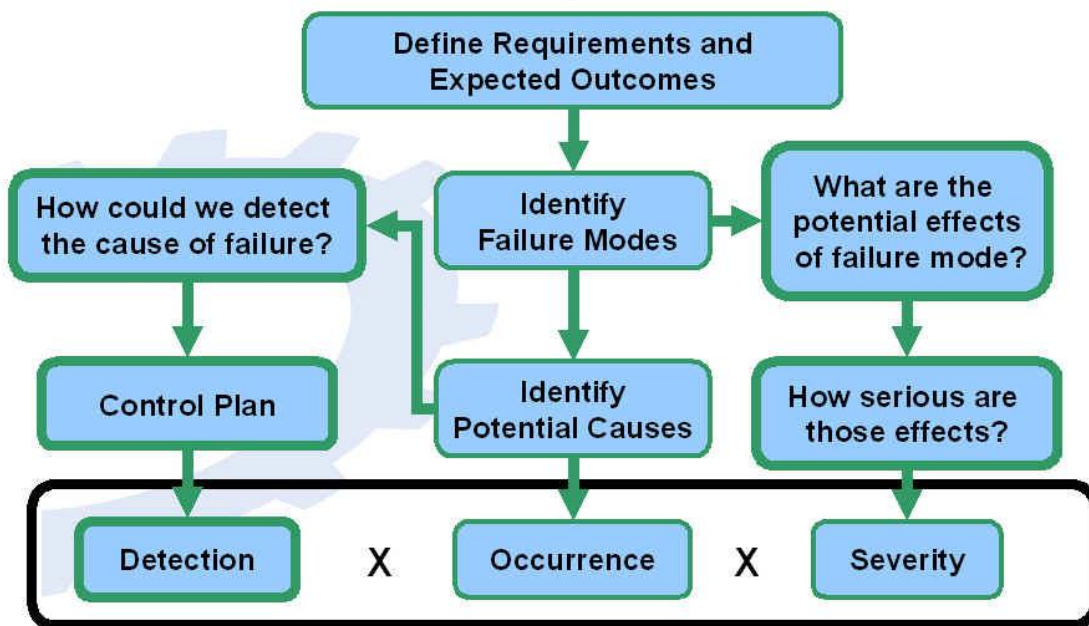 Define Requirements and
Expected Outcomes
How could we detect
the cause of failure?
Identify
Failure Modes
What are the
potential effects
of failure mode?
Control Plan
Identify
Potential Causes
How serious are
those effects?
Detection
X
Occurrence
X
Severity